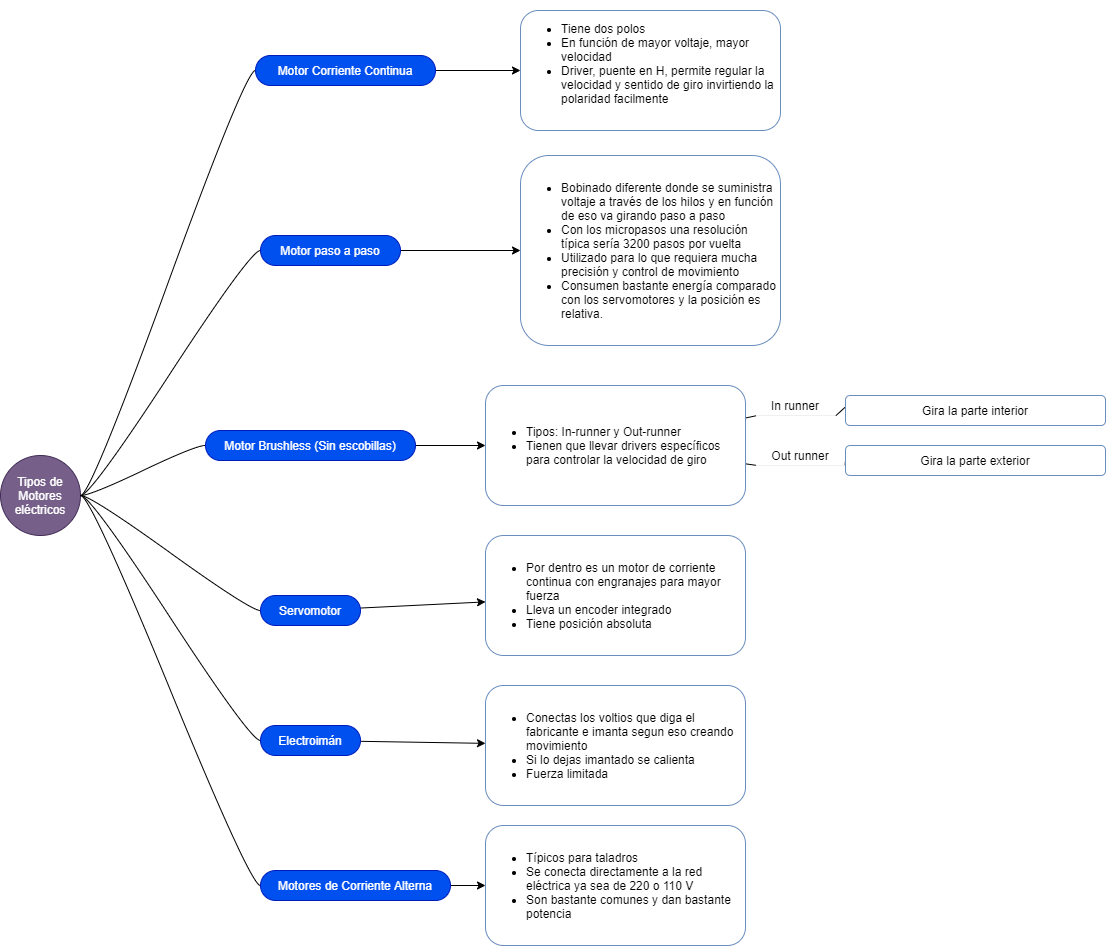 Tipos de
Motores
eléctricos
Motor Corriente Continua
Tiene dos polos
En función de mayor voltaje, mayor
velocidad
Driver, puente en H, permite regular la
velocidad y sentido de giro invirtiendo la
polaridad facilmente
Motor paso a paso
Bobinado diferente donde se suministra
voltaje a través de los hilos y en función
de eso va girando paso a paso
Con los micropasos una resolución
típica sería 3200 pasos por vuelta
Utilizado para lo que requiera mucha
precisión y control de movimiento
Consumen bastante energía comparado
con los servomotores y la posición es
relativa.
Motor Brushless (Sin escobillas)
Tipos: In-runner y Out-runner
Tienen que llevar drivers específicos
para controlar la velocidad de giro
In runner
Gira la parte interior
Out runner
Gira la parte exterior
Servomotor
Por dentro es un motor de corriente
continua con engranajes para mayor
fuerza
Lleva un encoder integrado
Tiene posición absoluta
Electroimán
Conectas los voltios que diga el
fabricante e imanta segun eso creando
movimiento
Si lo dejas imantado se calienta
Fuerza limitada
Motores de Corriente Alterna
Típicos para taladros
Se conecta directamente a la red
eléctrica ya sea de 220 o 110 V
Son bastante comunes y dan bastante
potencia